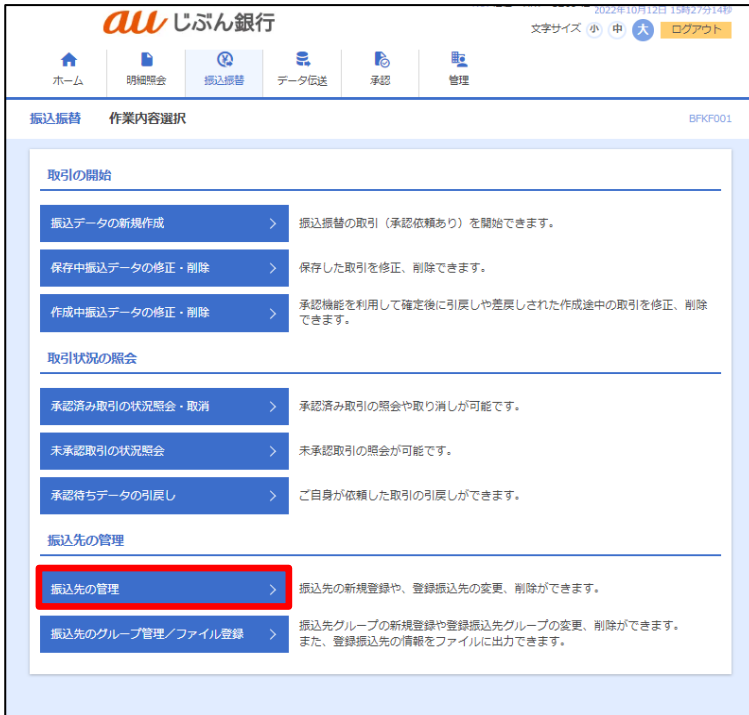 2022年10月12日 15時27分14秒
au じぶん銀行
文字サイズ 小 中 大 ログアウト
ホーム 明細照会 振込振替 データ伝送 承認 管理
振込振替 作業内容選択 BFKF001
取引の開始
振込データの新規作成 振込振替の取引（承認依頼あり）を開始できます。
保存中振込データの修正・削除 保存した取引を修正、削除できます。
作成中振込データの修正・削除 承認機能を利用して確定後に引戻しや差戻しされた作成途中の取引を修正、削除
できます。
取引状況の照会
承認済み取引の状況照会・取消 承認済み取引の照会や取り消しが可能です。
未承認取引の状況照会 未承認取引の照会が可能です。
承認待ちデータの引戻し ご自身が依頼した取引の引戻しができます。
振込先の管理
振込先の管理 振込先の新規登録や、登録振込先の変更、削除ができます。
振込先のグループ管理／ファイル登録 振込先グループの新規登録や登録振込先グループの変更、削除ができます。
また、登録振込先の情報をファイルに出力できます。